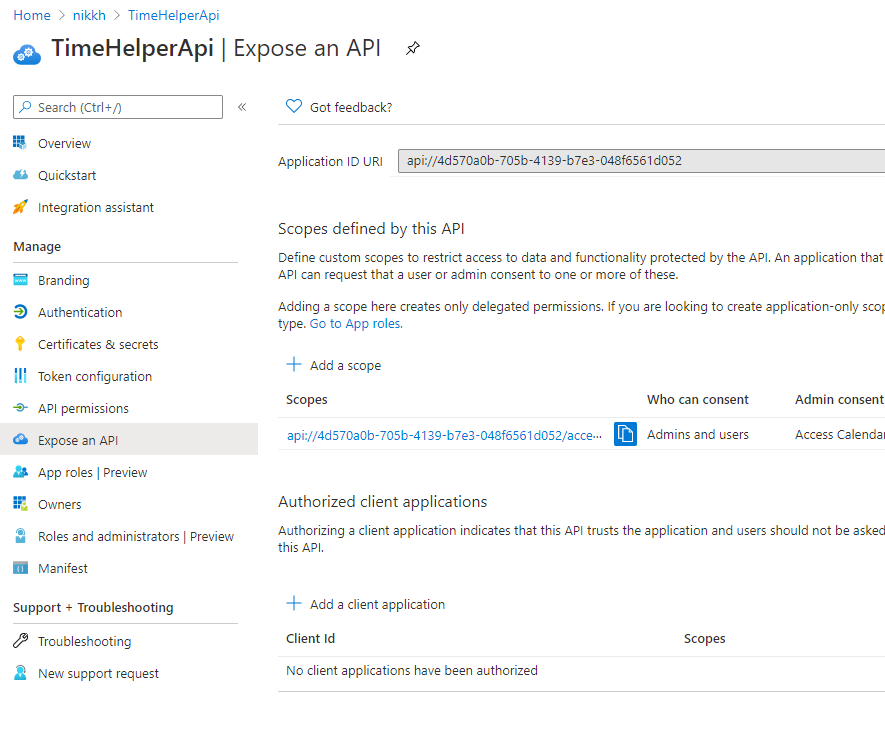 Home > nikkh > TimeHelperApi
TimeHelperApi | Expose an API
Search (Ctrl+/)
«
Overview
Quickstart
Integration assistant
Manage
Branding
Authentication
Certificates & secrets
Token configuration
API permissions
Expose an API
App roles | Preview
Owners
Roles and administrators | Preview
Manifest
Support + Troubleshooting
Troubleshooting
New support request
Got feedback?
Application ID URI api://4d570a0b-705b-4139-b7e3-048f6561d052
Scopes defined by this API
Define custom scopes to restrict access to data and functionality protected by the API. An application that
API can request that a user or admin consent to one or more of these.
Adding a scope here creates only delegated permissions. If you are looking to create application-only scop
type. Go to App roles.
+ Add a scope
Scopes Who can consent Admin consent
api://4d570a0b-705b-4139-b7e3-048f6561d052/acce... Admins and users Access Calendar
Authorized client applications
Authorizing a client application indicates that this API trusts the application and users should not be asked
this API.
+ Add a client application
Client Id Scopes
No client applications have been authorized